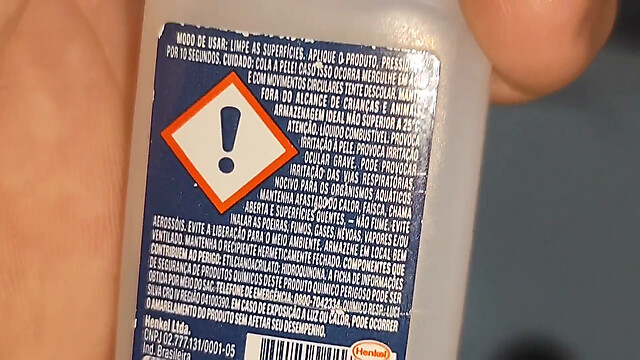 MODO DE USAR: LIMPE AS SUPERFÍCIES, APLIQUE O PRODUTO, PRESSIO
POR 10 SEGUNDOS. CUIDADO: COLA A PELE! CASO ISSO OCORRA MERGULHE EM
E COM MOVIMENTOS CIRCULARES TENTE DESCOLAR. MANTE
FORA DO ALCANCE DE CRIANÇAS E ANIMAI
ARMAZENAGEM IDEAL NÃO SUPERIOR A 25°C
ATENÇÃO. LÍQUIDO COMBUSTÍVEL. PROVOCA
IRRITAÇÃO À PELE. PROVOCA IRRITAÇÃO
OCULAR GRAVE. PODE PROVOCAR
IRRITAÇÃO DAS VIAS RESPIRATÓRIAS.
NOCIVO PARA OS ORGANISMOS AQUÁTICOS
MANTENHA AFASTADO DO CALOR, FAÍSCA, CHAMA
ABERTA E SUPERFÍCIES QUENTES. – NÃO FUME. EVITE
INALAR AS POEIRAS, FUMOS, GASES, NÉVOAS, VAPORES E/OU
AEROSSÓIS. EVITE A LIBERAÇÃO PARA O MEIO AMBIENTE. ARMAZENE EM LOCAL BEM
VENTILADO. MANTENHA O RECIPIENTE HERMETICAMENTE FECHADO. COMPONENTES QUE
CONTRIBUEM AO PERIGO: ETILCIANOACRILATO; HIDROQUINONA. A FICHA DE INFORMAÇÕES
DE SEGURANÇA DE PRODUTOS QUÍMICOS DESTE PRODUTO QUÍMICO PERIGOSO PODE SER
OBTIDA POR MEIO DO SAC. TELEFONE DE EMERGÊNCIA: 0800-7042334. QUÍMICO RESP.: LUIZ
SILVA CRQ IV REGIÃO 04100390. EM CASO DE EXPOSIÇÃO A LUZ OU CALOR, PODE OCORRER
O AMARELAMENTO DO PRODUTO SEM AFETAR SEU DESEMPENHO.
Henkel Ltda.
CNPJ 02.777.131/0001-05
Ind. Brasileira
Henkel